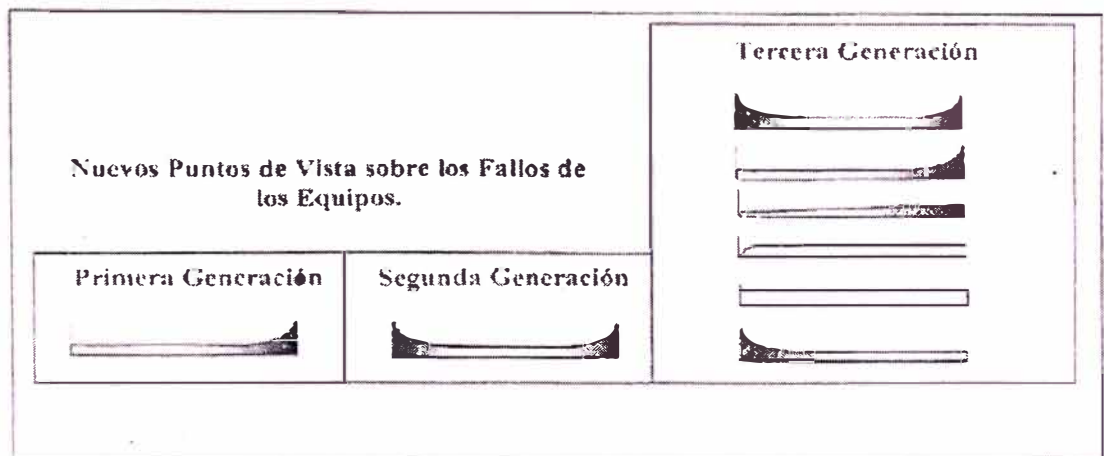 Tercera Generación
Nuevos Puntos de Vista sobre los Fallos de
los Equipos.
Primera Generación
Segunda Generación